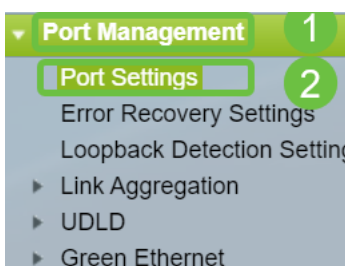 Port Management 1
Port Settings 2
Error Recovery Settings
Loopback Detection Setting
Link Aggregation
UDLD
Green Ethernet